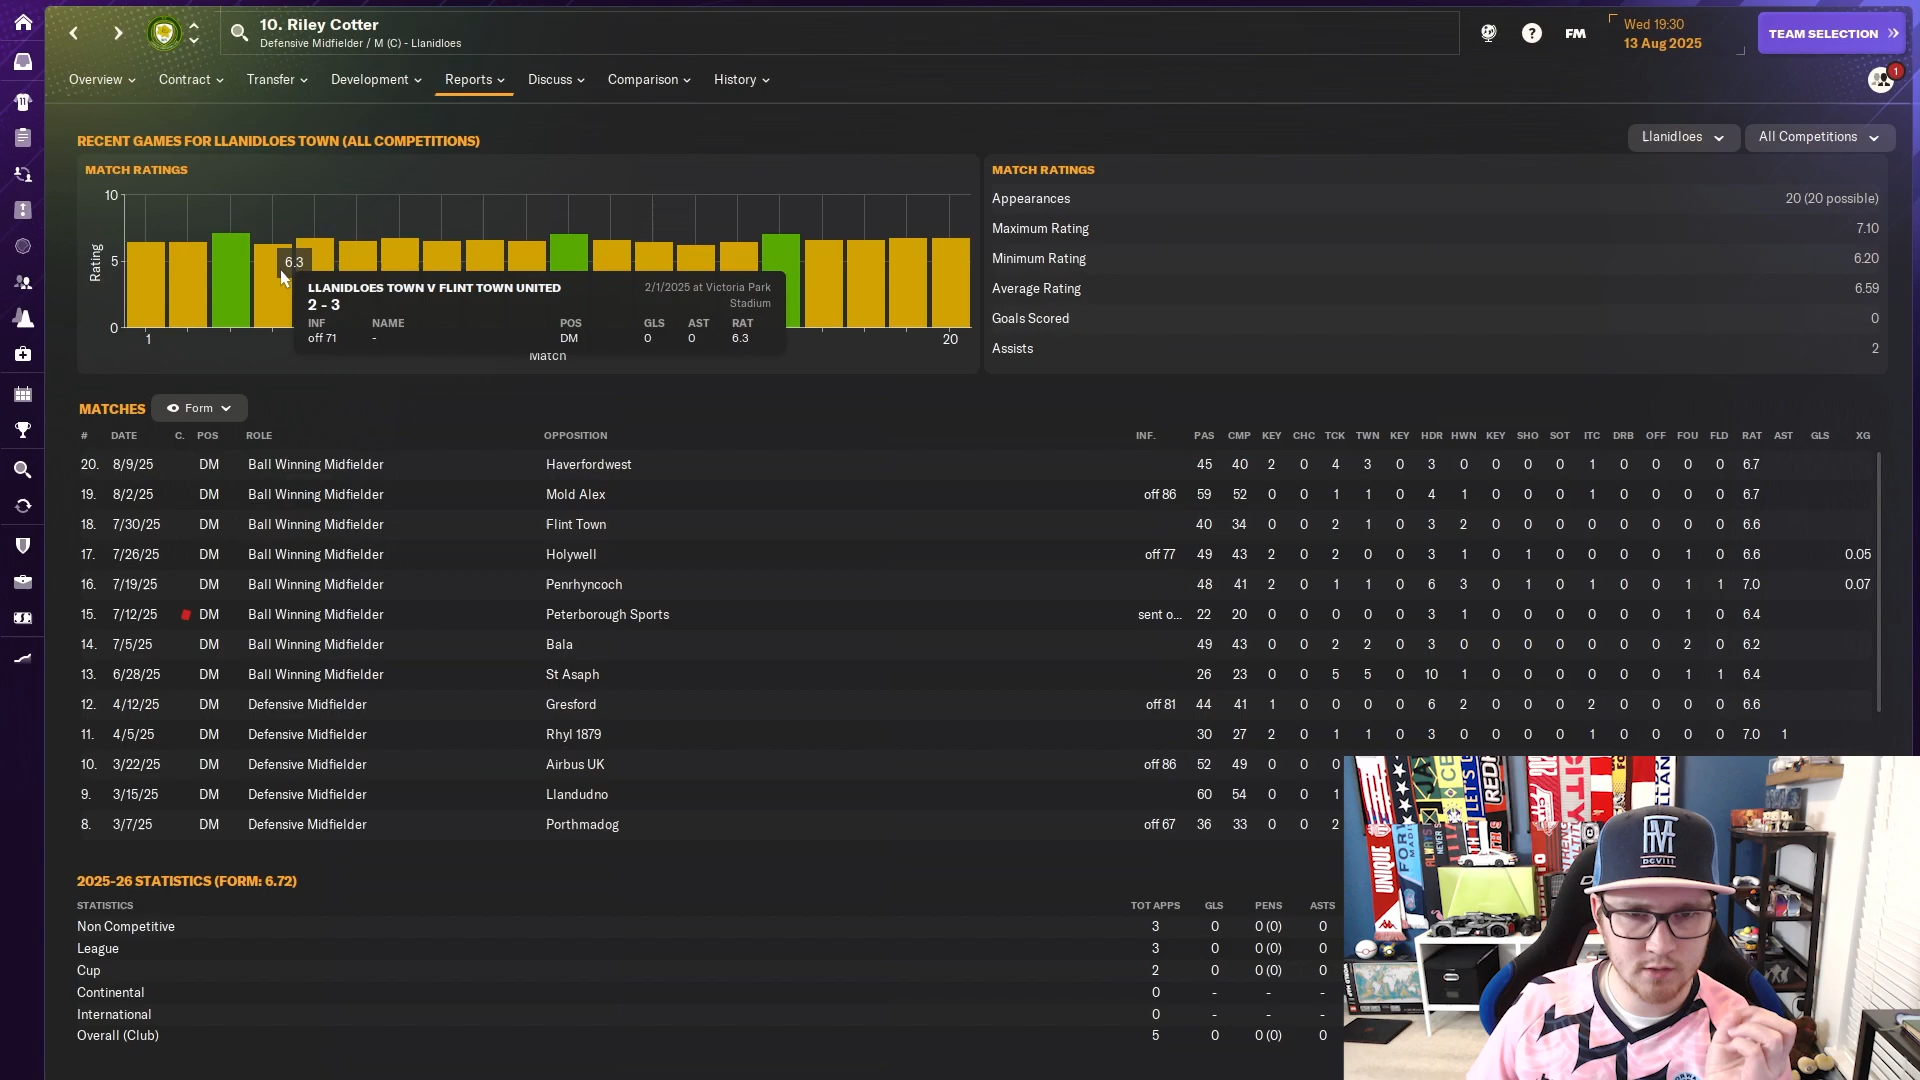 10. Riley Cotter
Defensive Midfielder / M (C) - Llanidloes
FM
Wed 19:30
13 Aug 2025
TEAM SELECTION
1
Overview
Contract
Transfer
Development
Reports
Discuss
Comparison
History
RECENT GAMES FOR LLANIDLOES TOWN (ALL COMPETITIONS)
Llanidloes
All Competitions
MATCH RATINGS
10
5
0
Rating
1
20
Match
6.3
LLANIDLOES TOWN V FLINT TOWN UNITED
2/1/2025 at Victoria Park Stadium
2 - 3
INF NAME POS GLS AST RAT
off 71 - DM 0 0 6.3
MATCH RATINGS
Appearances 20 (20 possible)
Maximum Rating 7.10
Minimum Rating 6.20
Average Rating 6.59
Goals Scored 0
Assists 2
MATCHES
Form
# DATE C. POS ROLE OPPOSITION INF. PAS CMP KEY CHC TCK TWN KEY HDR HWN KEY SHO SOT ITC DRB OFF FOU FLD RAT AST GLS XG
20. 8/9/25 DM Ball Winning Midfielder Haverfordwest 45 40 2 0 4 3 0 3 0 0 0 0 1 0 0 0 0 6.7
19. 8/2/25 DM Ball Winning Midfielder Mold Alex off 86 59 52 0 0 1 1 0 4 1 0 0 0 1 0 0 0 0 6.7
18. 7/30/25 DM Ball Winning Midfielder Flint Town 40 34 0 0 2 1 0 3 2 0 0 0 0 0 0 0 0 6.6
17. 7/26/25 DM Ball Winning Midfielder Holywell off 77 49 43 2 0 2 0 0 3 1 0 1 0 0 0 0 1 0 6.6 0.05
16. 7/19/25 DM Ball Winning Midfielder Penrhyncoch 48 41 2 0 1 1 0 6 3 0 1 0 1 0 0 1 1 7.0 0.07
15. 7/12/25 DM Ball Winning Midfielder Peterborough Sports sent o... 22 20 0 0 0 0 0 3 1 0 0 0 0 0 0 1 0 6.4
14. 7/5/25 DM Ball Winning Midfielder Bala 49 43 0 0 2 2 0 3 0 0 0 0 0 0 0 2 0 6.2
13. 6/28/25 DM Ball Winning Midfielder St Asaph 26 23 0 0 5 5 0 10 1 0 0 0 0 0 0 1 1 6.4
12. 4/12/25 DM Defensive Midfielder Gresford off 81 44 41 1 0 0 0 0 6 2 0 0 0 2 0 0 0 0 6.6
11. 4/5/25 DM Defensive Midfielder Rhyl 1879 30 27 2 0 1 1 0 3 0 0 0 0 1 0 0 0 0 7.0 1
10. 3/22/25 DM Defensive Midfielder Airbus UK off 86 52 49 0 0 0
9. 3/15/25 DM Defensive Midfielder Llandudno 60 54 0 0 1
8. 3/7/25 DM Defensive Midfielder Porthmadog off 67 36 33 0 0 2
2025-26 STATISTICS (FORM: 6.72)
STATISTICS TOT APPS GLS PENS ASTS
Non Competitive 3 0 0 (0) 0
League 3 0 0 (0) 0
Cup 2 0 0 (0) 0
Continental 0 - - -
International 0 - - -
Overall (Club) 5 0 0 (0) 0
UNIQUE
CITY
FM
DCVIII